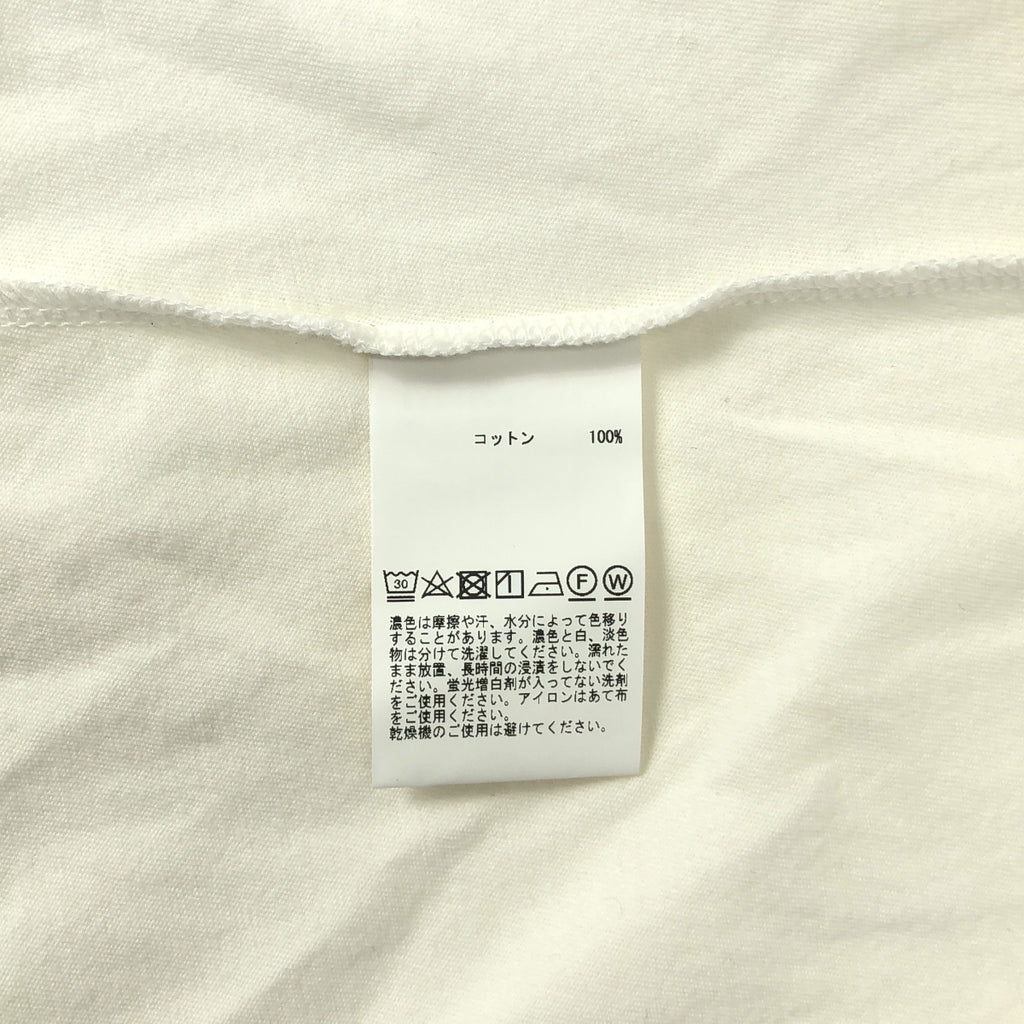 コットン 100%
30 F W
濃色は摩擦や汗、水分によって色移り
することがあります。濃色と白、淡色
物は分けて洗濯してください。濡れた
まま放置、長時間の浸漬をしないでく
ださい。蛍光増白剤が入ってない洗剤
をご使用ください。アイロンはあて布
をご使用ください。
乾燥機のご使用は避けてください。